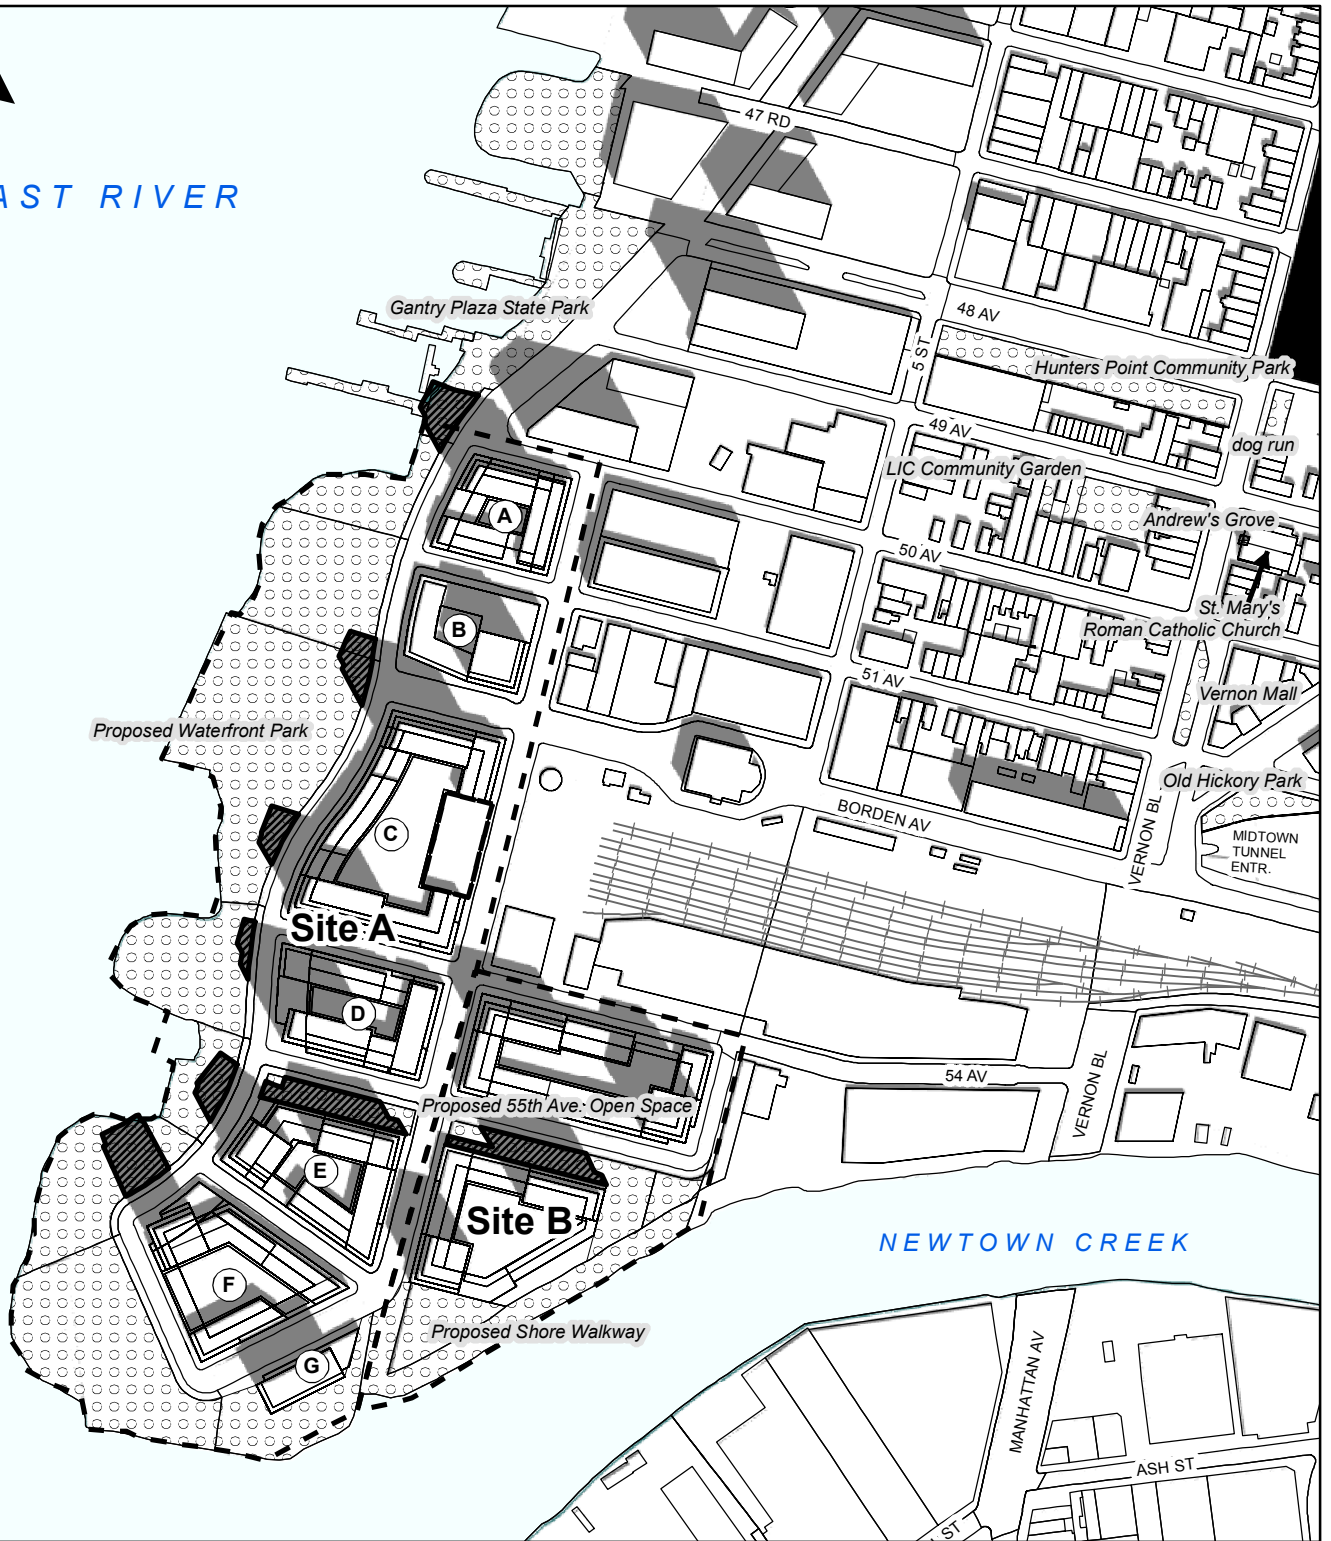 47 RD
AST RIVER
Gantry Plaza State Park
48 AV
5 ST
Hunters Point Community Park
49 AV
dog run
LIC Community Garden
A
Andrew's Grove
50 AV
St. Mary's
Roman Catholic Church
B
51 AV
Vernon Mall
Proposed Waterfront Park
Old Hickory Park
BORDEN AV
C
VERNON BL
MIDTOWN
TUNNEL
ENTR.
Site A
D
54 AV
VERNON BL
Proposed 55th Ave. Open Space
E
Site B
NEWTOWN CREEK
F
Proposed Shore Walkway
G
MANHATTAN AV
ASH ST
ST